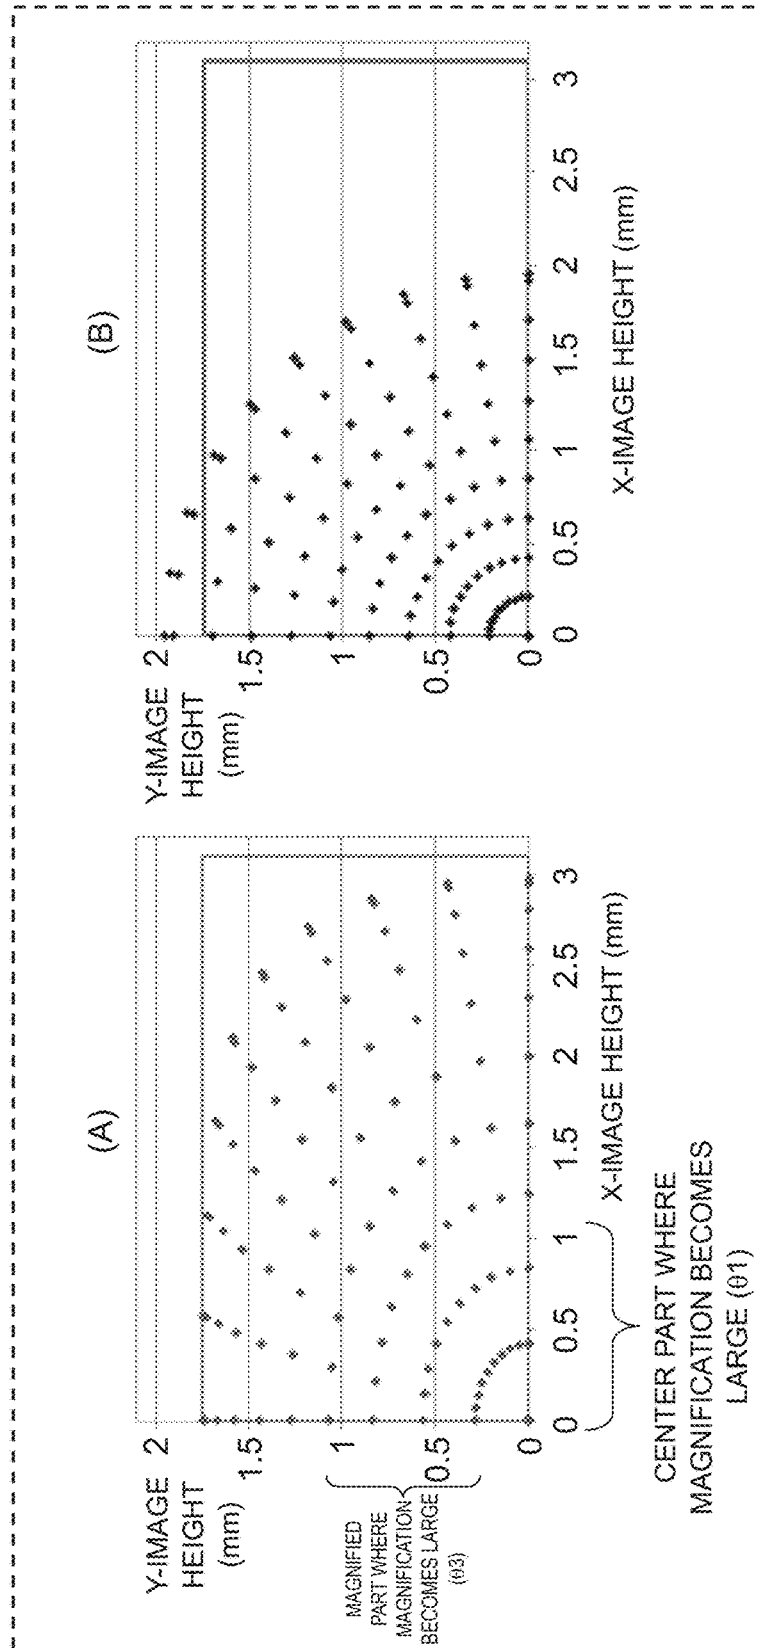 (A)
Y-IMAGE
HEIGHT
(mm)
2
1.5
1
0.5
0
MAGNIFIED
PART WHERE
MAGNIFICATION
BECOMES LARGE
(θ3)
0
0.5
1
1.5
2
2.5
3
X-IMAGE HEIGHT (mm)
CENTER PART WHERE
MAGNIFICATION BECOMES
LARGE (θ1)
(B)
Y-IMAGE
HEIGHT
(mm)
2
1.5
1
0.5
0
0
0.5
1
1.5
2
2.5
3
X-IMAGE HEIGHT (mm)